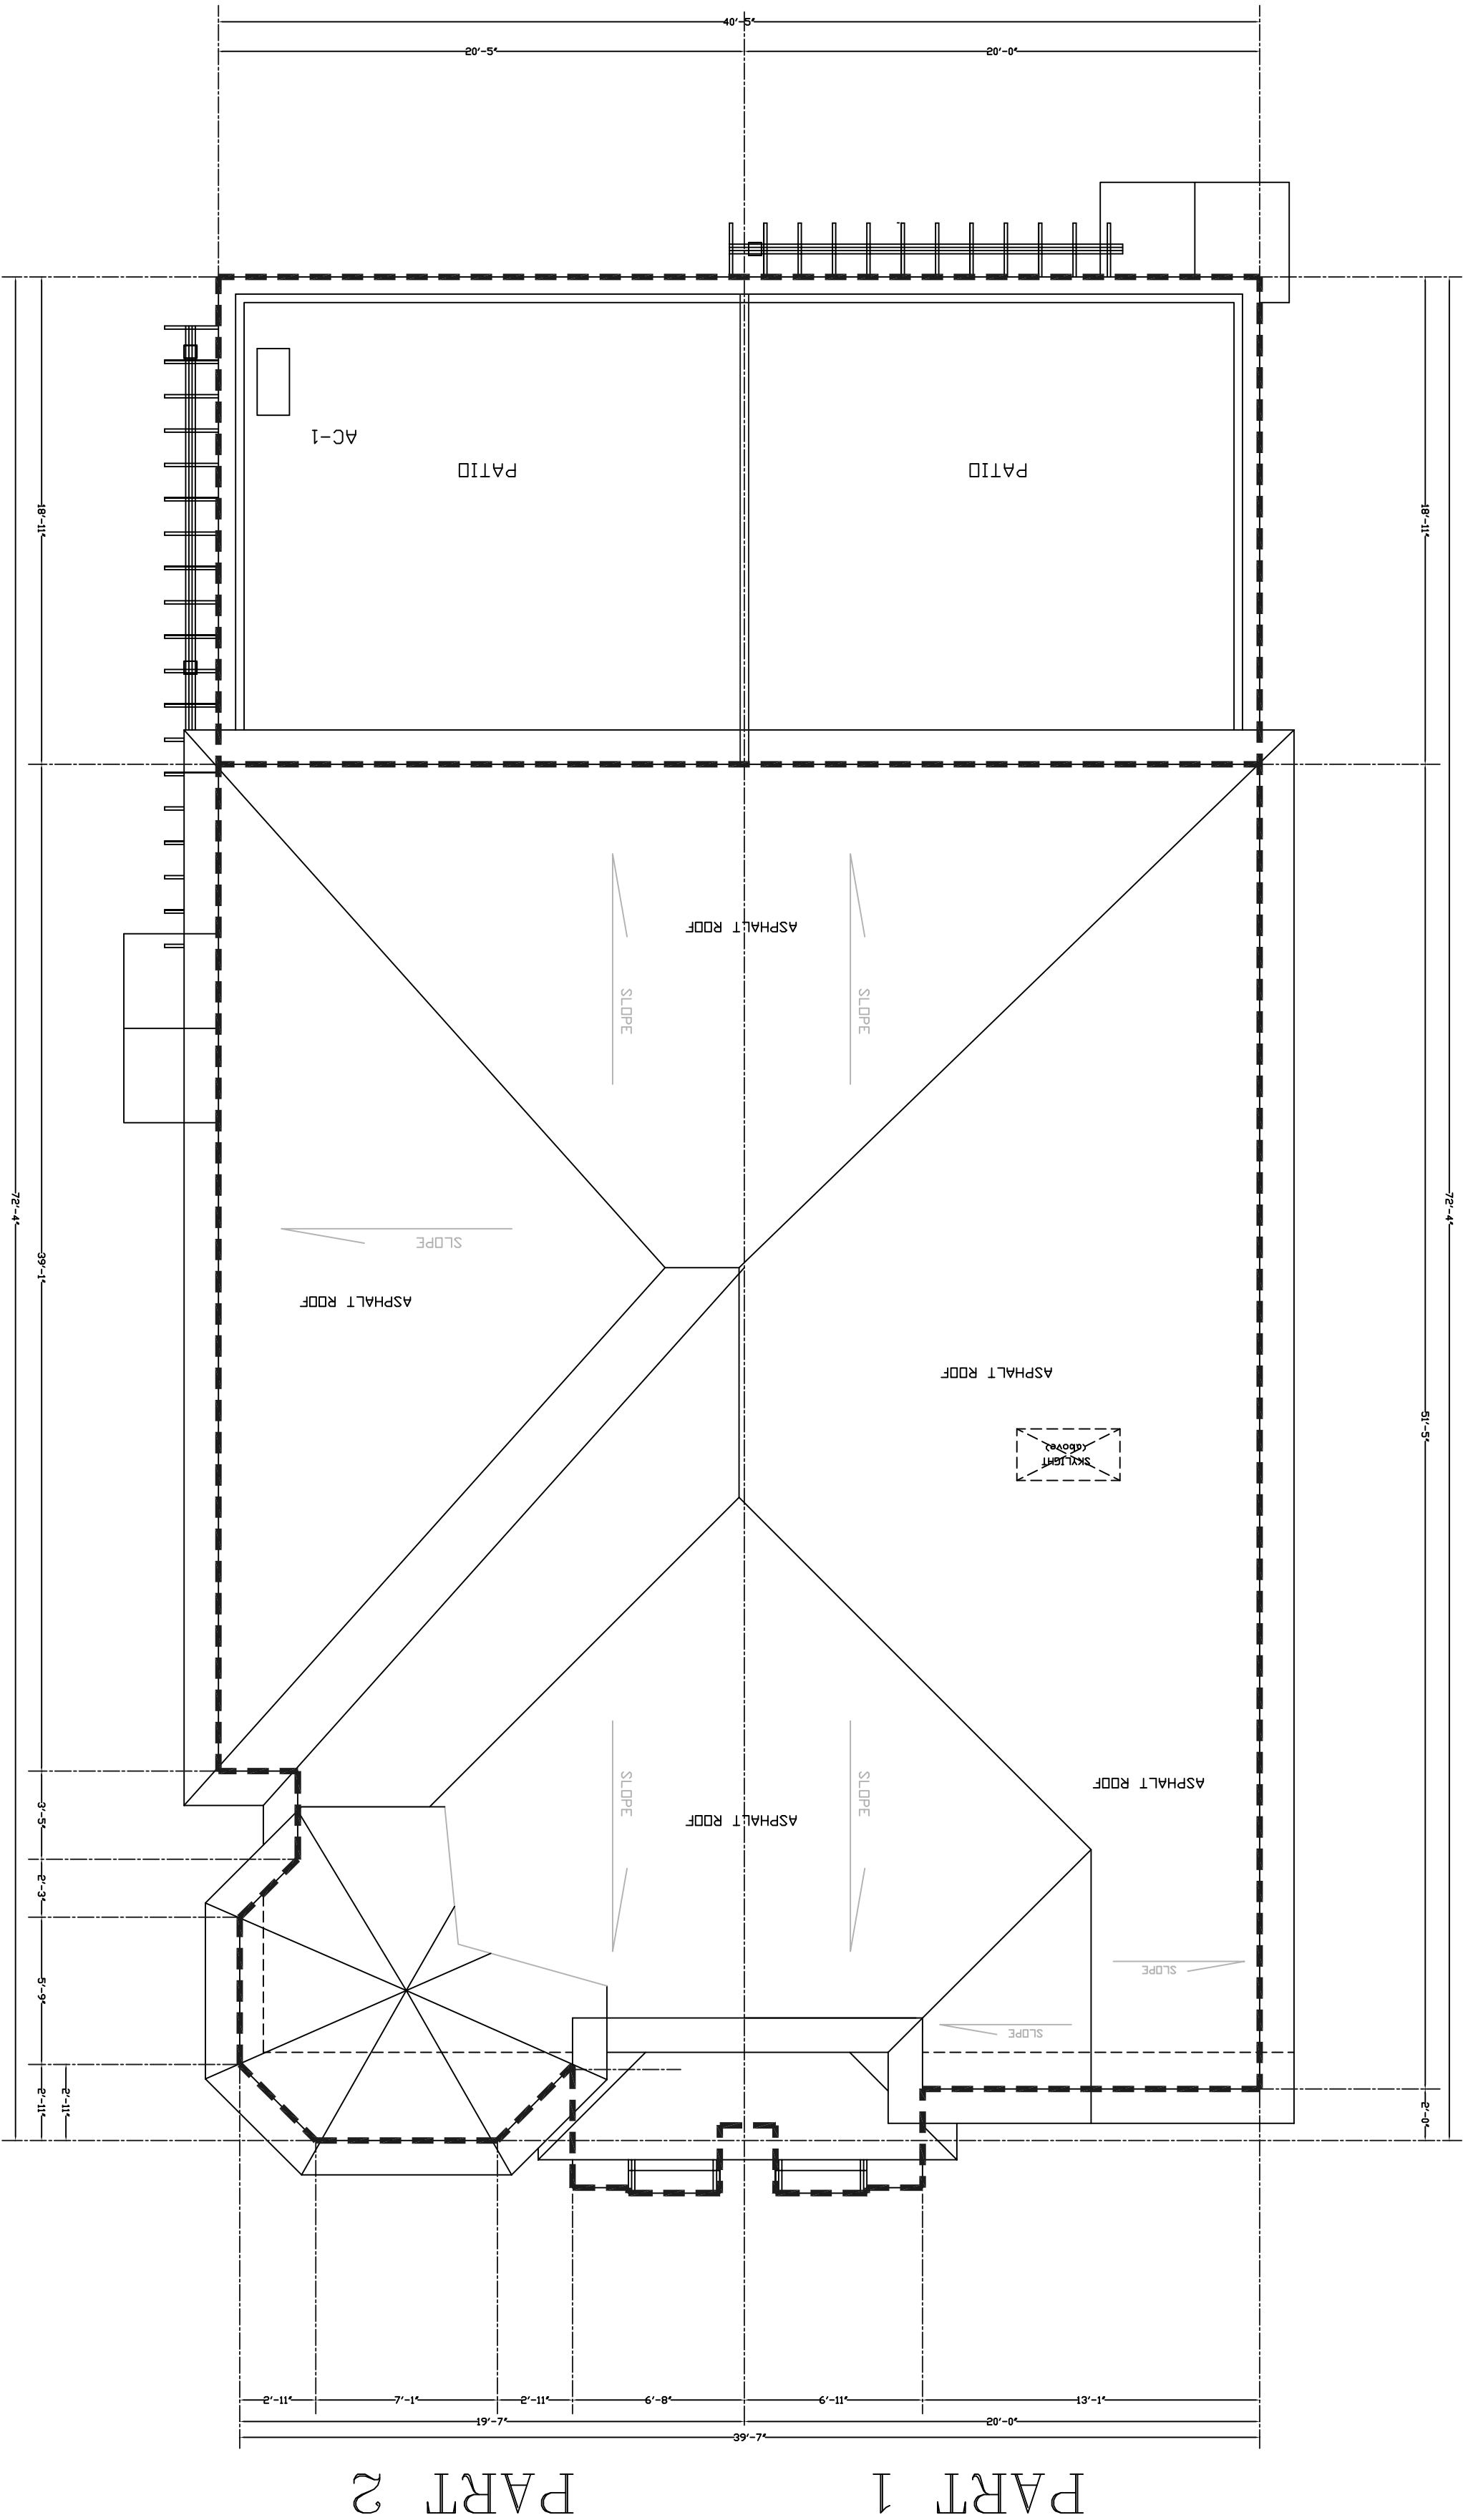 40'-5"
20'-5"
20'-0"
AC-1
PATIO
PATIO
18'-11"
18'-11"
ASPHALT ROOF
SLOPE
SLOPE
72'-4"
72'-4"
39'-1"
SLOPE
ASPHALT ROOF
ASPHALT ROOF
51'-5"
SKYLIGHT
(above)
ASPHALT ROOF
SLOPE
SLOPE
ASPHALT ROOF
3'-5"
2'-3"
5'-9"
2'-11"
2'-11"
SLOPE
SLOPE
2'-0"
2'-11"
7'-1"
2'-11"
6'-8"
6'-11"
13'-1"
19'-7"
20'-0"
39'-7"
PART 1
PART 2